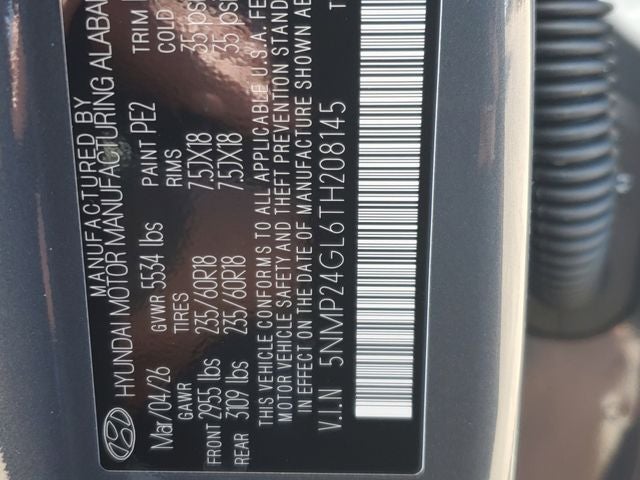 MANUFACTURED BY
HYUNDAI MOTOR MANUFACTURING ALABAMA
Mar/04/26 GVWR 5534 lbs PAINT PE2 TRIM
GAWR TIRES RIMS COLD
FRONT 2955 lbs 235/60R18 7.5JX18 35 psi
REAR 3109 lbs 235/60R18 7.5JX18 35 psi
THIS VEHICLE CONFORMS TO ALL APPLICABLE U.S.A. FE
MOTOR VEHICLE SAFETY AND THEFT PREVENTION STAND
IN EFFECT ON THE DATE OF MANUFACTURE SHOWN AB
V.I.N 5NMP24GL6TH208145